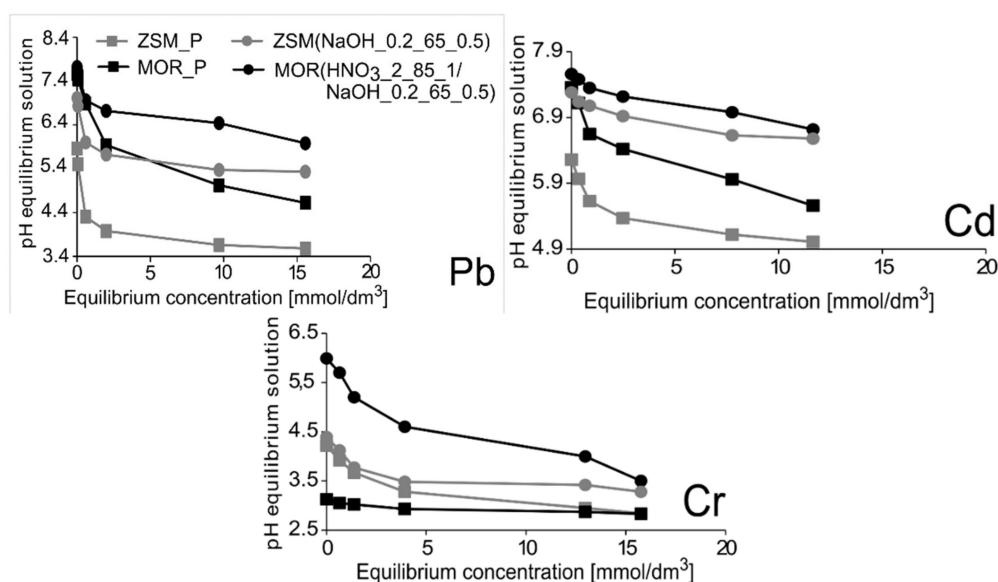 8.4
7.4
6.4
5.4
4.4
3.4
pH equilibrium solution
ZSM_P
ZSM(NaOH_0.2_65_0.5)
MOR_P
MOR(HNO3_2_85_1/
NaOH_0.2_65_0.5)
0 5 10 15 20
Equilibrium concentration [mmol/dm³]
Pb
7.9
6.9
5.9
4.9
pH equilibrium solution
0 5 10 15 20
Equilibrium concentration [mmol/dm³]
Cd
6.5
5,5
4.5
3.5
2.5
pH equilibrium solution
0 5 10 15 20
Equilibrium concentration [mmol/dm³]
Cr